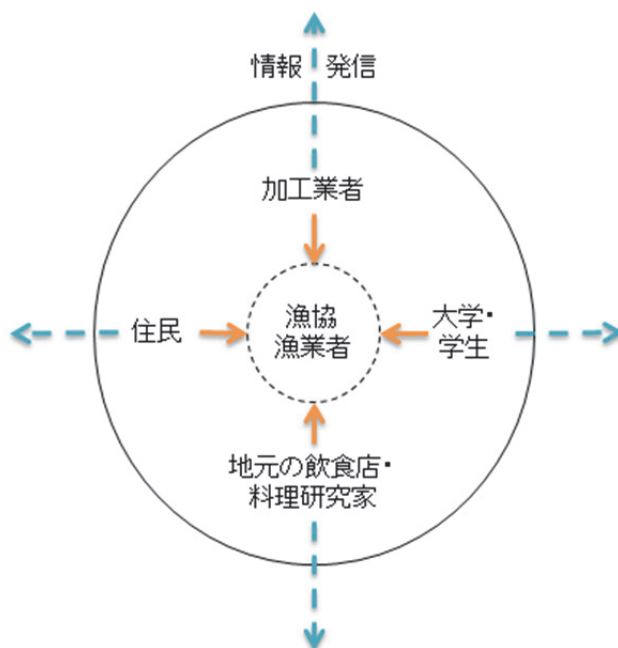 情報 発信
加工業者
漁協
漁業者
住民
大学・
学生
地元の飲食店・
料理研究家